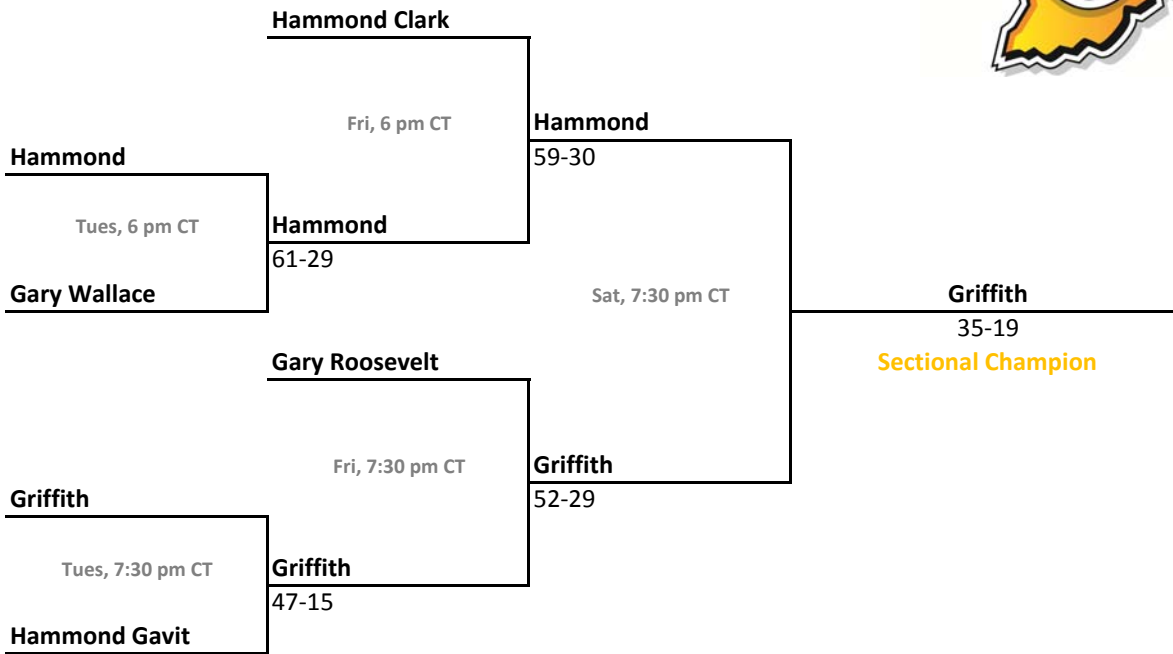 Hammond Clark
Fri, 6 pm CT
Hammond
59-30
Hammond
Tues, 6 pm CT
Hammond
61-29
Gary Wallace
Sat, 7:30 pm CT
Griffith
35-19
Sectional Champion
Gary Roosevelt
Fri, 7:30 pm CT
Griffith
52-29
Griffith
Tues, 7:30 pm CT
Griffith
47-15
Hammond Gavit